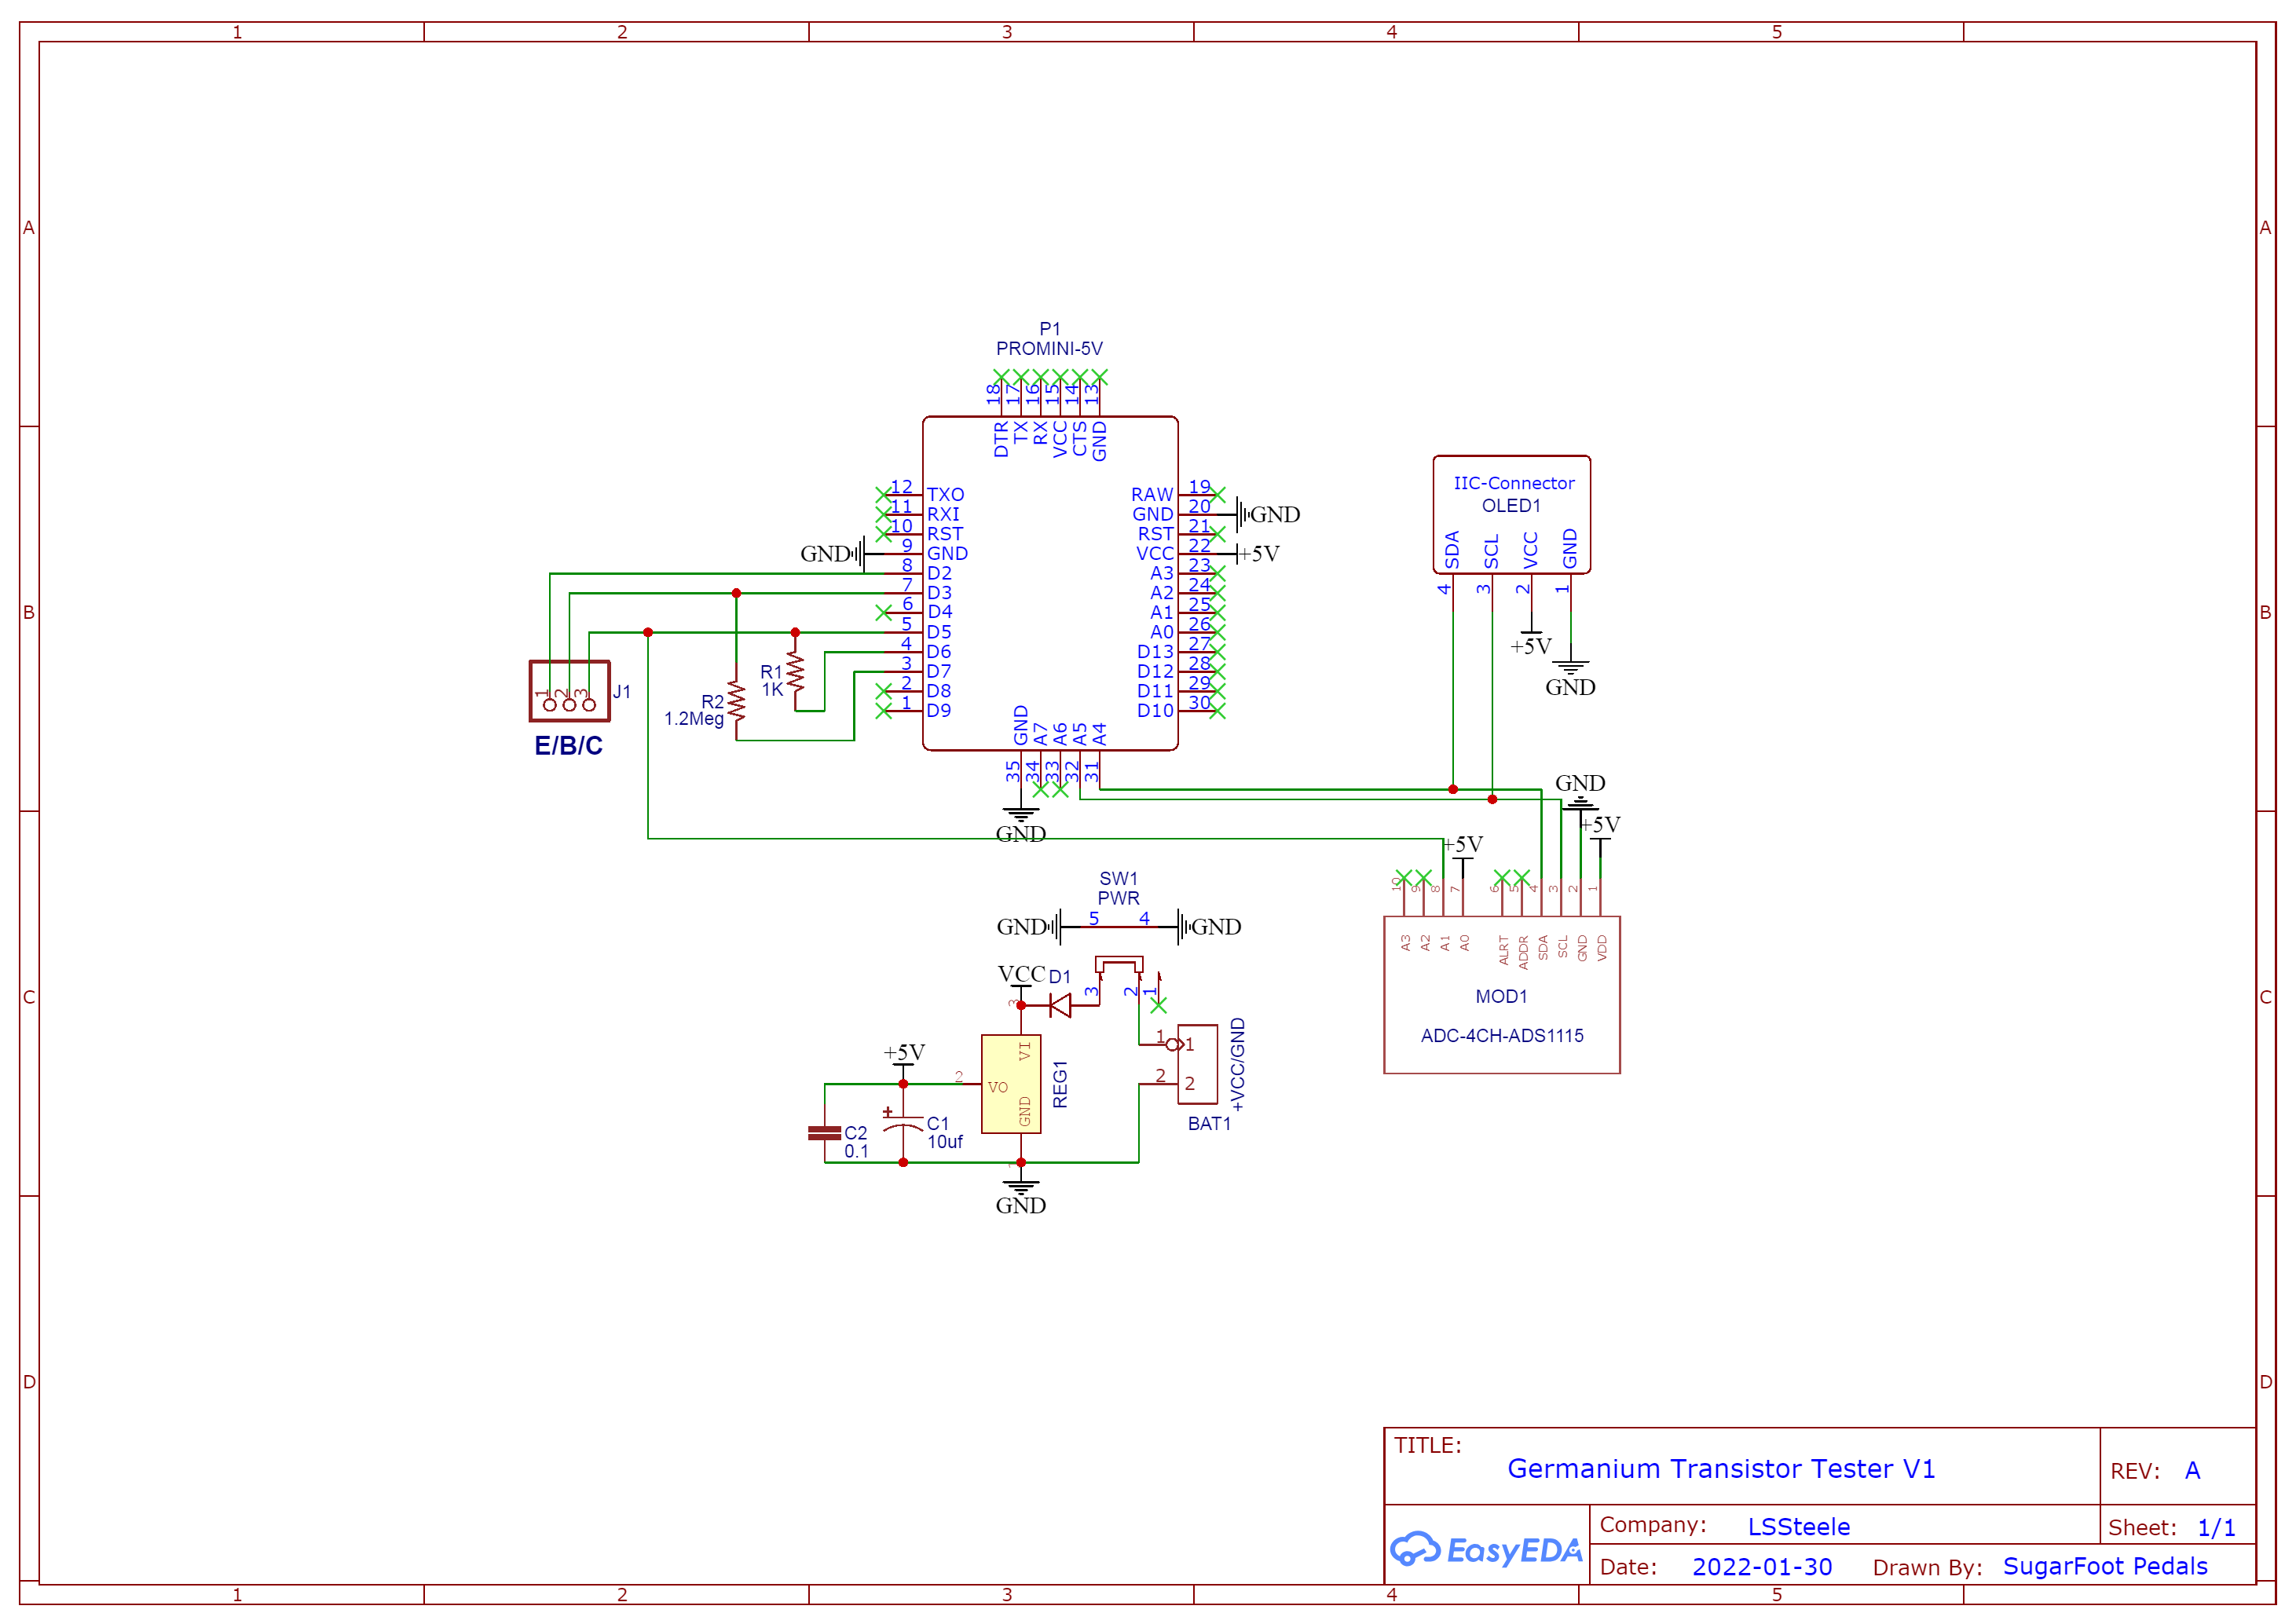 1 2 3 4 5
A A
B B
C C
D D
P1
PROMINI-5V
18 17 16 15 14 13
DTR TX RX VCC CTS GND
12 TXO
11 RXI
10 RST
GND 9 GND
8 D2
7 D3
6 D4
5 D5
4 D6
3 D7
2 D8
1 D9
RAW 19
GND 20 GND
RST 21
VCC 22 +5V
A3 23
A2 24
A1 25
A0 26
D13 27
D12 28
D11 29
D10 30
GND A7 A6 A5 A4
35 34 33 32 31
GND
IIC-Connector
OLED1
SDA SCL VCC GND
4 3 2 1
+5V
GND
R1
1K
R2
1.2Meg
1 2 3
J1
E/B/C
GND
+5V
+5V
10 9 8 7 6 5 4 3 2 1
A3 A2 A1 A0 ALRT ADDR SDA SCL GND VDD
MOD1
ADC-4CH-ADS1115
SW1
PWR
GND 5 4 GND
VCC D1
3 3 2 1
+5V
2 VO
VI
GND
REG1
1 1
2 2
+VCC/GND
BAT1
C2
0.1
C1
10uf
GND
TITLE:
Germanium Transistor Tester V1
REV: A
EasyEDA
Company: LSSteele
Sheet: 1/1
Date: 2022-01-30
Drawn By: SugarFoot Pedals
1 2 3 4 5